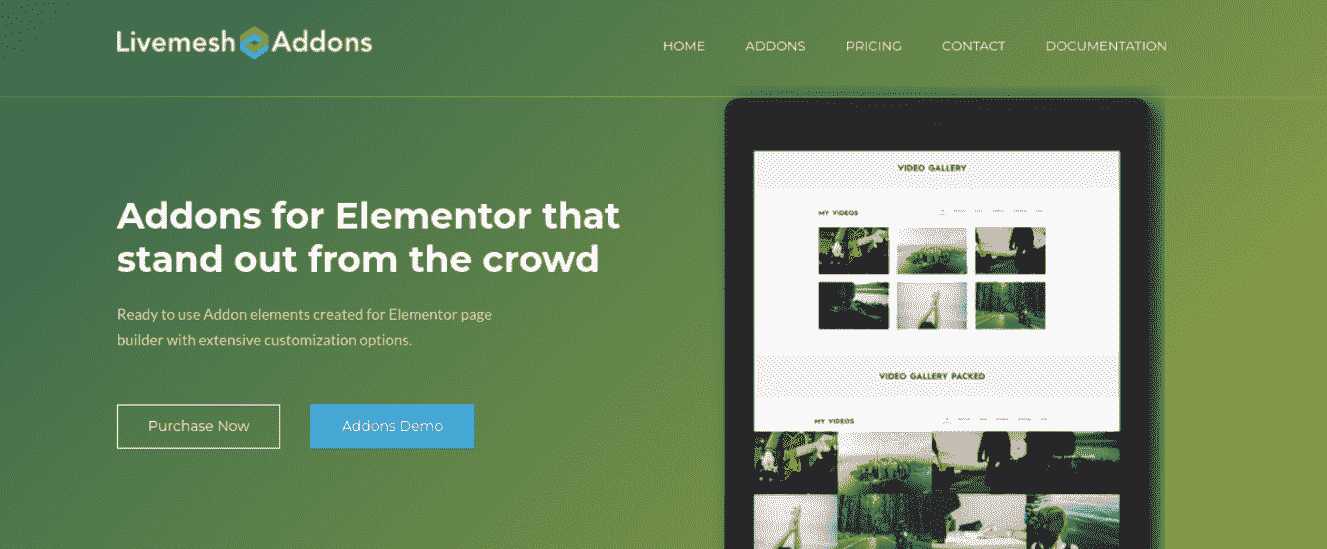 Livemesh Addons
HOME ADDONS PRICING CONTACT DOCUMENTATION
Addons for Elementor that
stand out from the crowd
Ready to use Addon elements created for Elementor page
builder with extensive customization options.
Purchase Now
Addons Demo
VIDEO GALLERY
MY VIDEOS
VIDEO GALLERY PACKED
MY VIDEOS